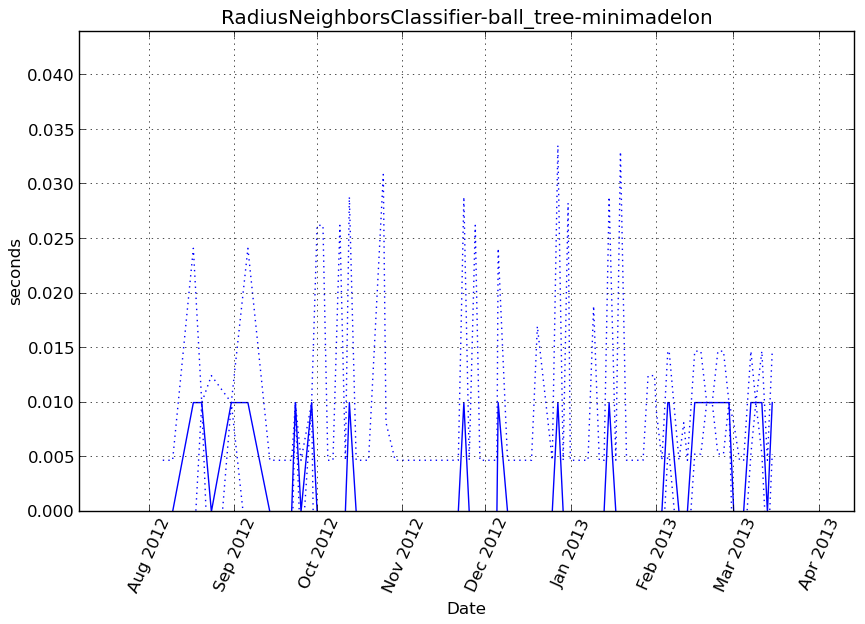 RadiusNeighborsClassifier-ball_tree-minimadelon
0.040
0.035
0.030
0.025
0.020
0.015
0.010
0.005
0.000
seconds
Aug 2012
Sep 2012
Oct 2012
Nov 2012
Dec 2012
Jan 2013
Feb 2013
Mar 2013
Apr 2013
Date